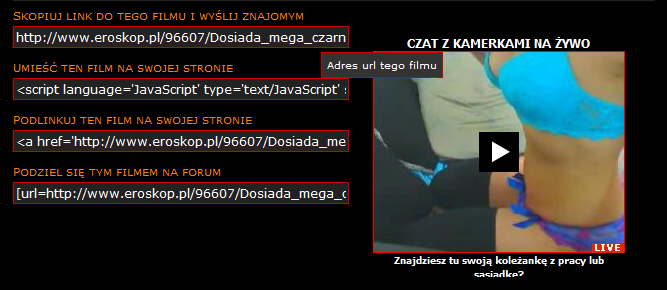 Skopiuj link do tego filmu i wyślij znajomym
http://www.eroskop.pl/96607/Dosiada_mega_czarn
Adres url tego filmu
Umieść ten film na swojej stronie
<script language='JavaScript' type='text/JavaScript' s
Podlinkuj ten film na swojej stronie
<a href='http://www.eroskop.pl/96607/Dosiada_me
Podziel się tym filmem na forum
[url=http://www.eroskop.pl/96607/Dosiada_mega_c
CZAT Z KAMERKAMI NA ŻYWO
LIVE
Znajdziesz tu swoją koleżankę z pracy lub
sąsiadkę?